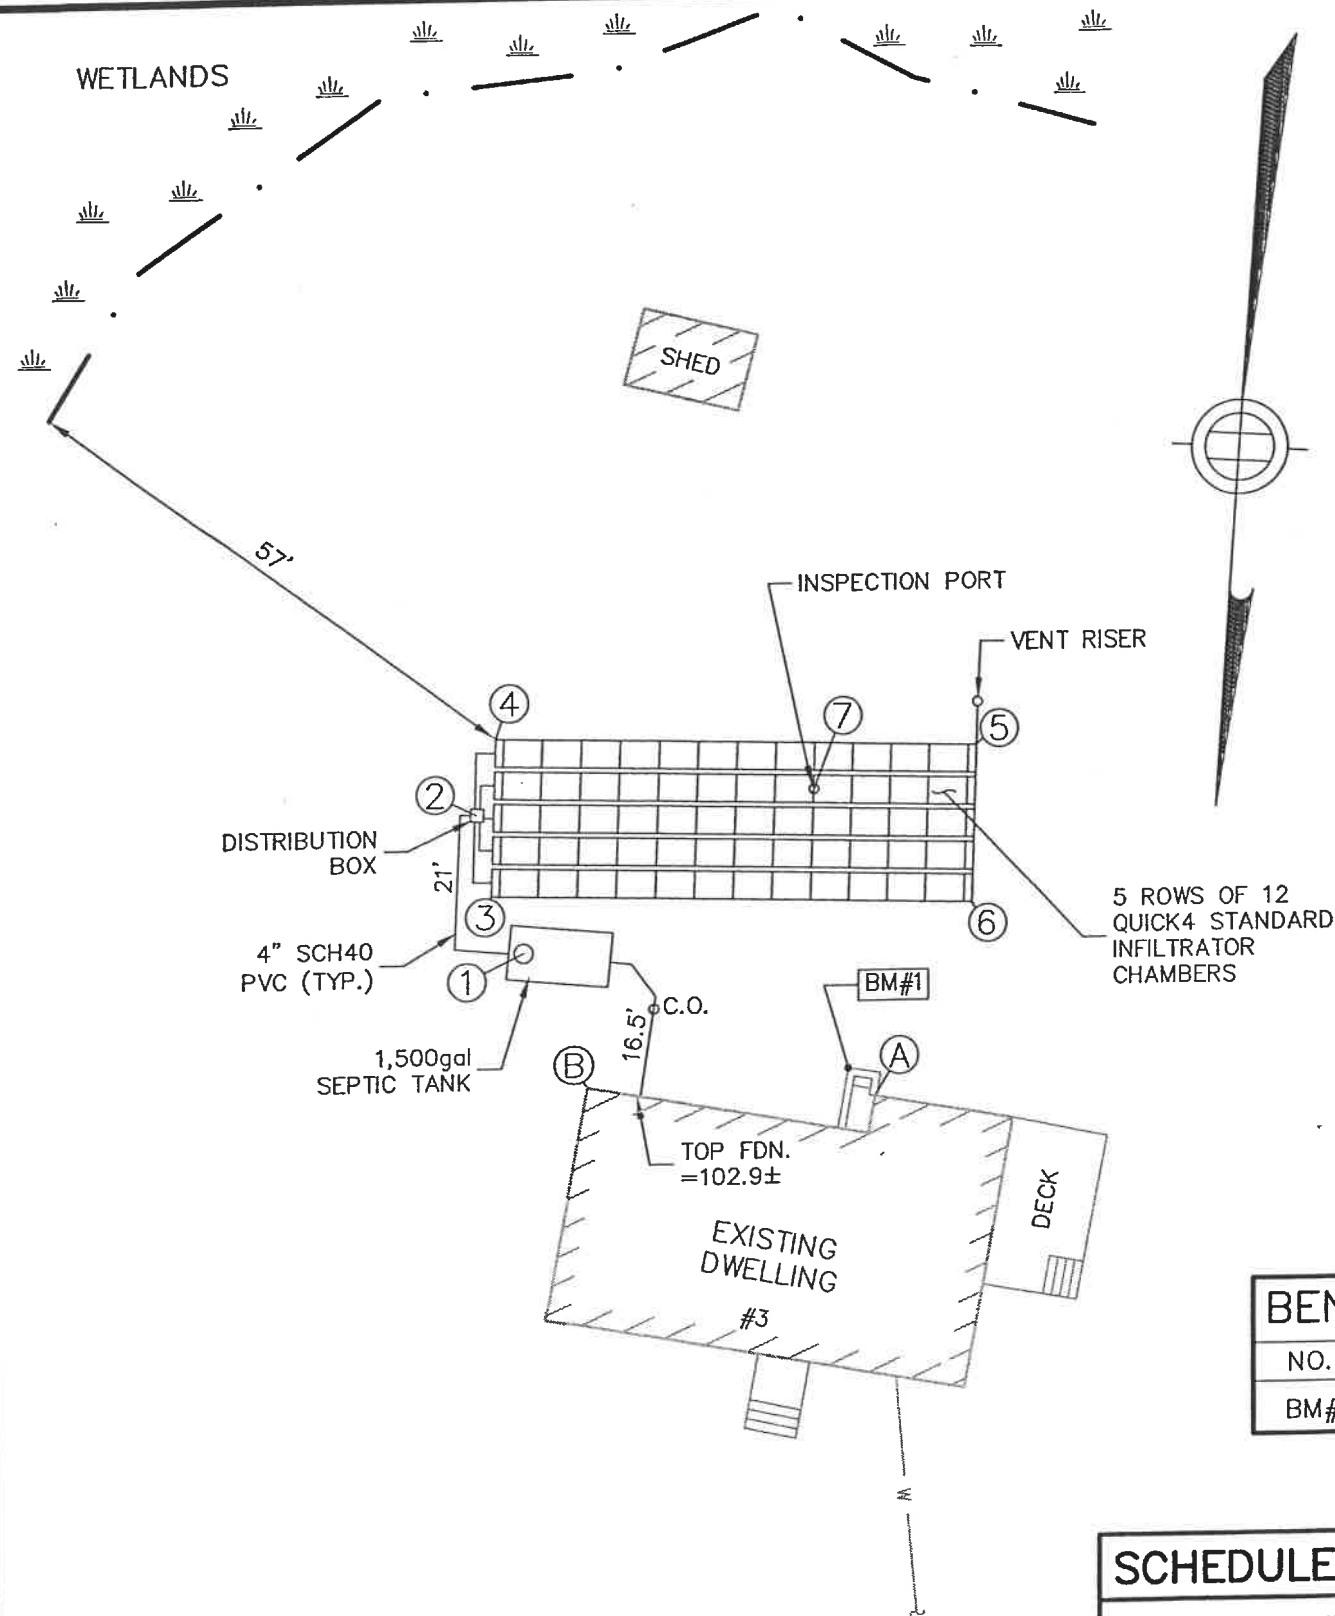 WETLANDS
SHED
57'
INSPECTION PORT
VENT RISER
4
7
5
2
DISTRIBUTION
BOX
21'
3
6
5 ROWS OF 12
QUICK4 STANDARD
INFILTRATOR
CHAMBERS
4" SCH40
PVC (TYP.)
1
BM#1
C.O.
16.5'
1,500gal
SEPTIC TANK
B
A
TOP FDN.
=102.9±
DECK
EXISTING
DWELLING
#3
BEN
NO.
BM#
W
SCHEDULE